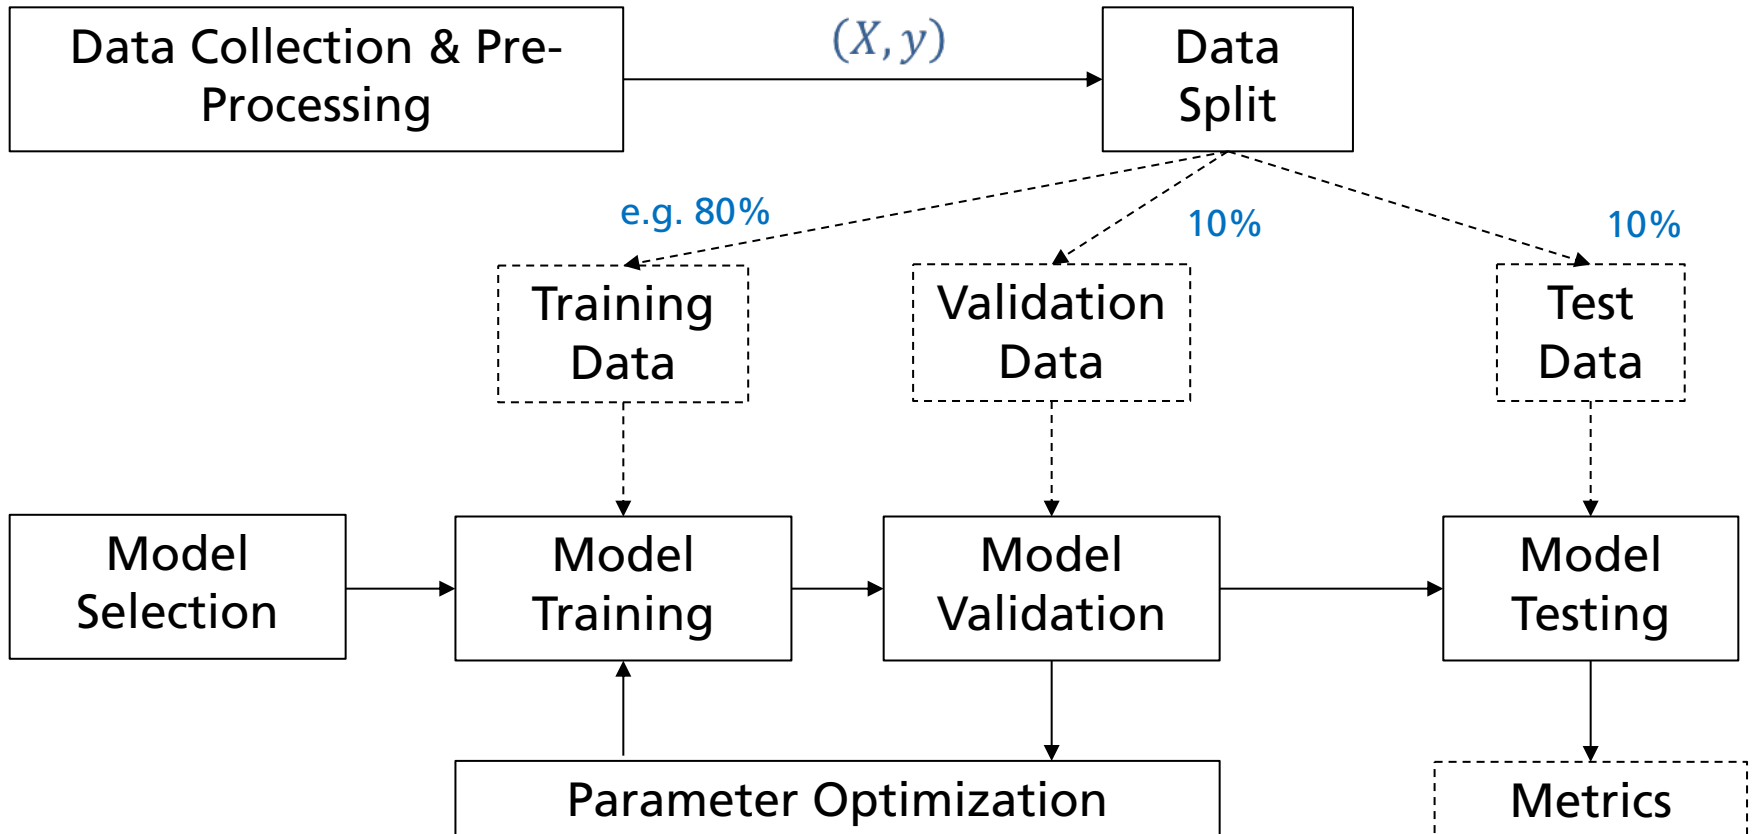 Data Collection & Pre-
Processing
(X, y)
Data
Split
e.g. 80%
10%
10%
Training
Data
Validation
Data
Test
Data
Model
Selection
Model
Training
Model
Validation
Model
Testing
Parameter Optimization
Metrics